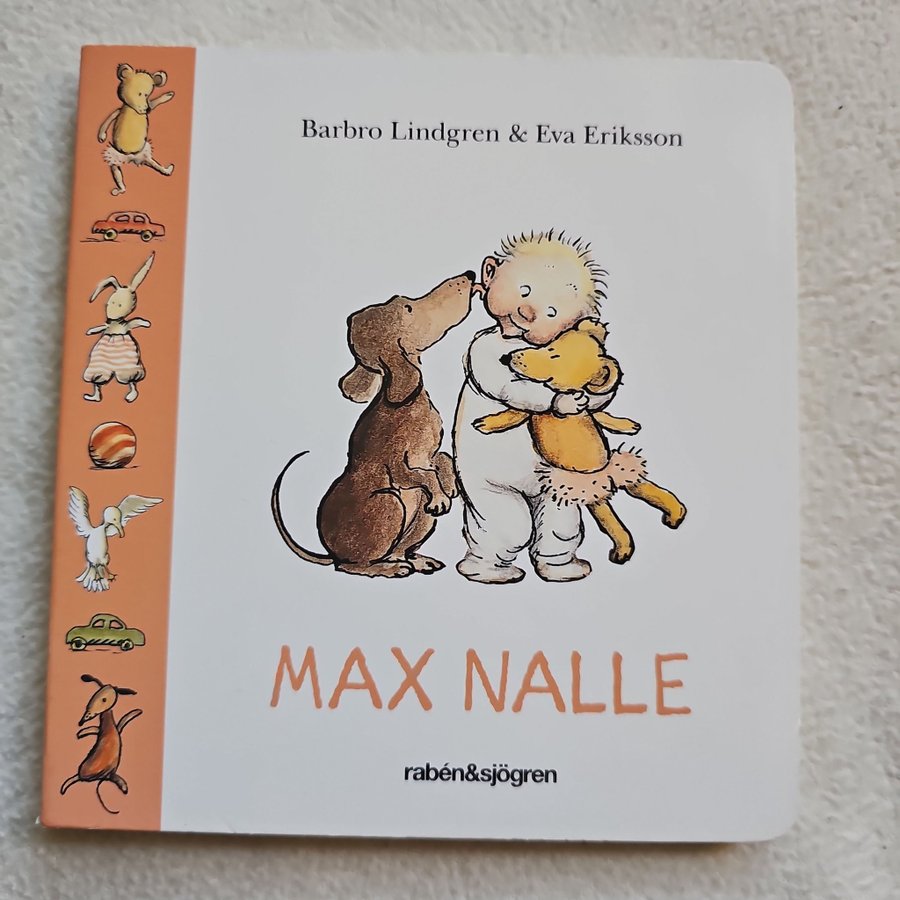 Barbro Lindgren & Eva Eriksson
MAX NALLE
rabén&sjögren